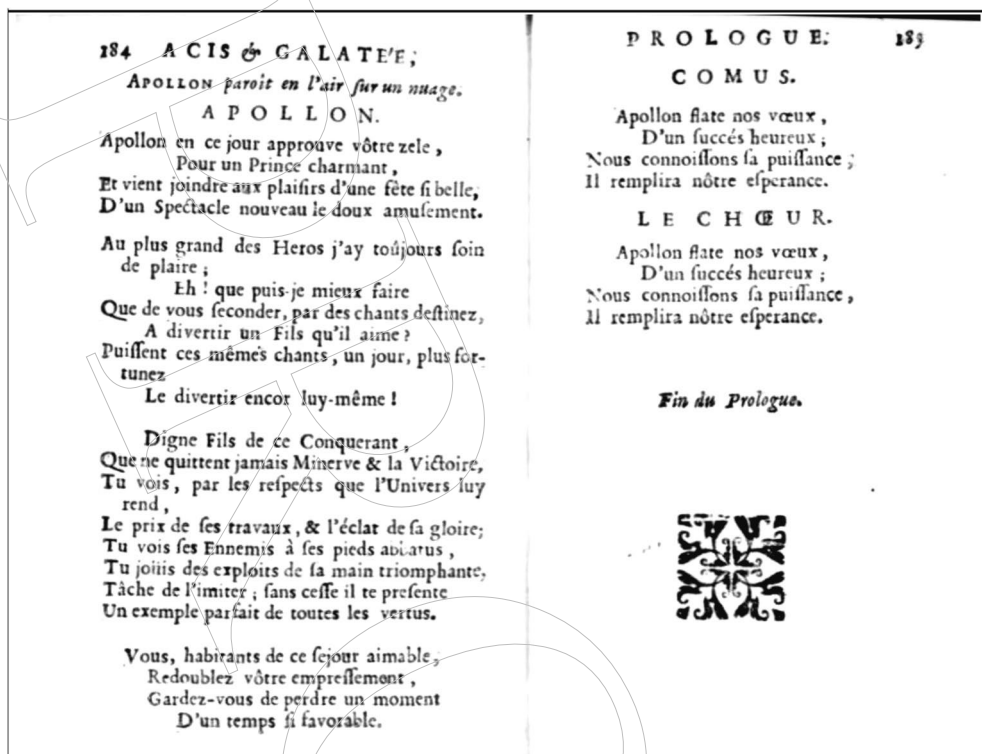 184 ACIS & GALATE'E;
APOLLON paroit en l'air ſur un nuage.
APOLLON.
Apollon en ce jour approuve vôtre zele,
Pour un Prince charmant,
Et vient joindre aux plaiſirs d'une fête ſi belle,
D'un Spectacle nouveau le doux amuſement.
Au plus grand des Heros j'ay toûjours ſoin
de plaire;
Eh! que puis-je mieux faire
Que de vous ſeconder, par des chants deſtinez,
A divertir un Fils qu'il aime?
Puiſſent ces mêmes chants, un jour, plus for-
tunez
Le divertir encor luy-même!
Digne Fils de ce Conquerant,
Que ne quittent jamais Minerve & la Victoire,
Tu vois, par les reſpects que l'Univers luy
rend,
Le prix de ſes travaux, & l'éclat de ſa gloire;
Tu vois ſes Ennemis à ſes pieds abbatus,
Tu joüis des exploits de ſa main triomphante,
Tâche de l'imiter; ſans ceſſe il te preſente
Un exemple parfait de toutes les vertus.
Vous, habitants de ce ſejour aimable,
Redoublez vôtre empreſſement,
Gardez-vous de perdre un moment
D'un temps ſi favorable.
PROLOGUE. 185
COMUS.
Apollon flate nos vœux,
D'un ſuccés heureux;
Nous connoiſſons ſa puiſſance;
Il remplira nôtre eſperance.
LE CHŒUR.
Apollon flate nos vœux,
D'un ſuccés heureux;
Nous connoiſſons ſa puiſſance,
Il remplira nôtre eſperance.
Fin du Prologue.